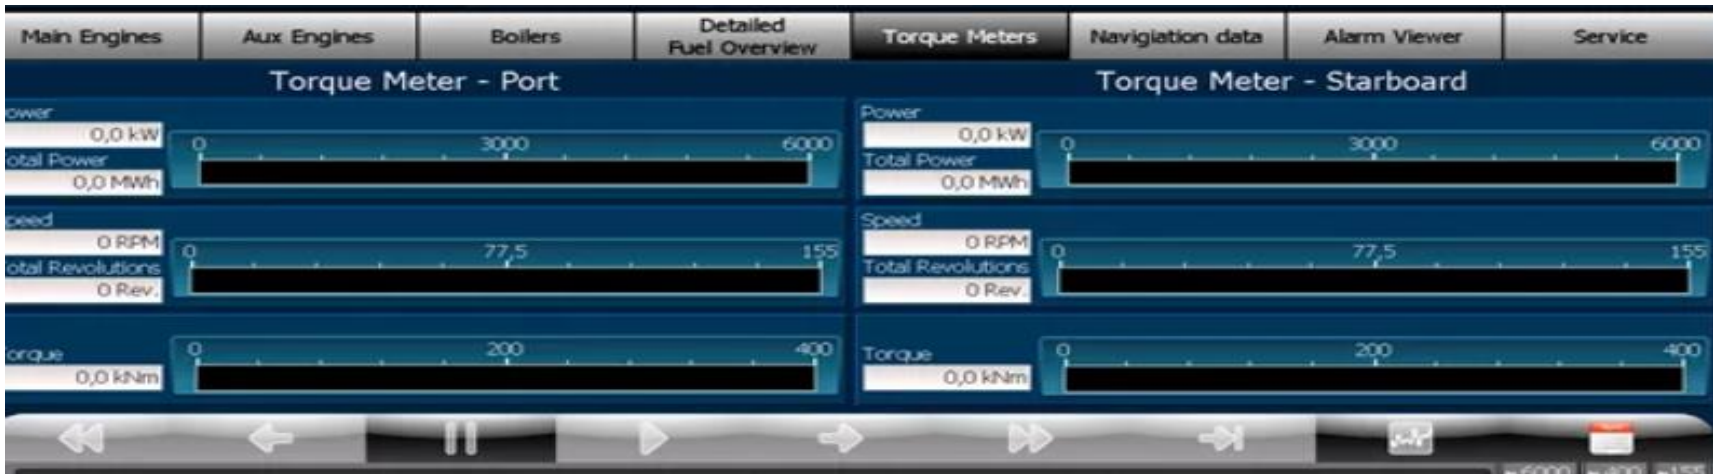 Main Engines
Aux Engines
Boilers
Detailed
Fuel Overview
Torque Meters
Navigiation data
Alarm Viewer
Service
Torque Meter - Port
Torque Meter - Starboard
ower
0,0 kW
0 3000 6000
otal Power
0,0 MWh
peed
0 RPM
0 77,5 155
otal Revolutions
0 Rev.
orque
0 200 400
0,0 kNm
Power
0,0 kW
0 3000 6000
Total Power
0,0 MWh
Speed
0 RPM
0 77,5 155
Total Revolutions
0 Rev.
Torque
0 200 400
0,0 kNm